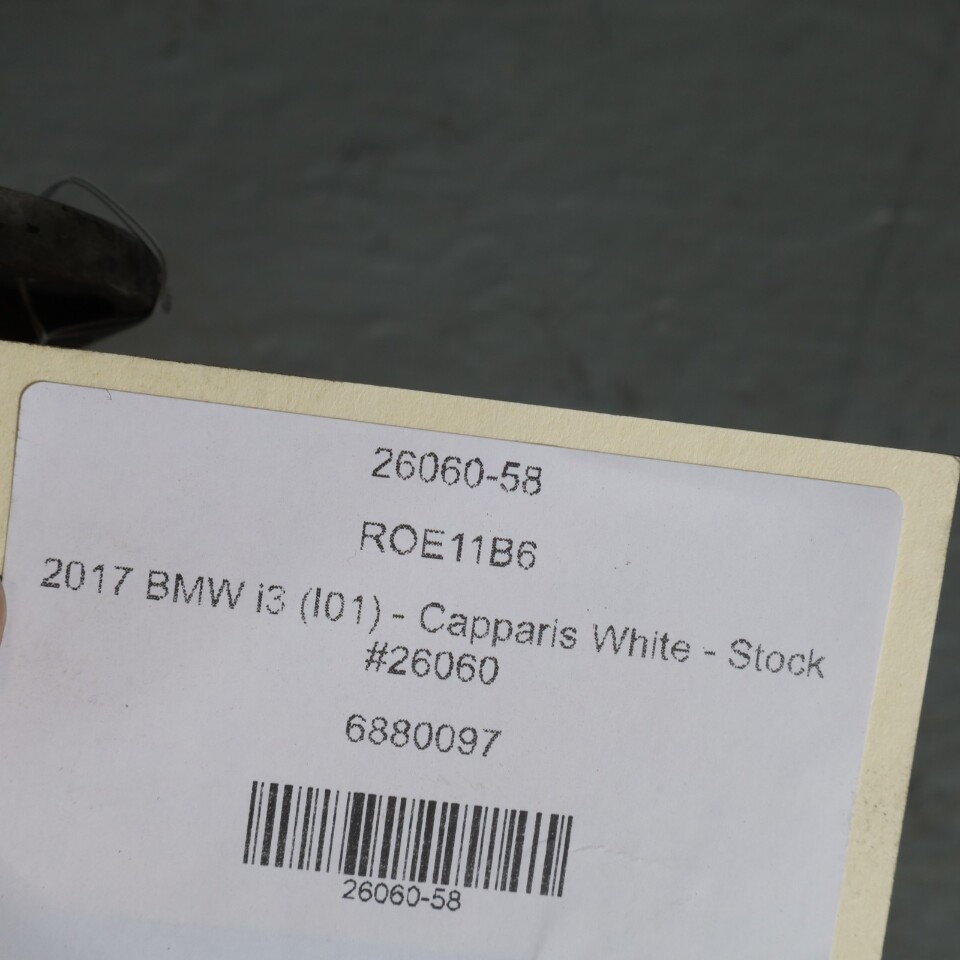 26060-58
ROE11B6
2017 BMW i3 (I01) - Capparis White - Stock
#26060
6880097
26060-58